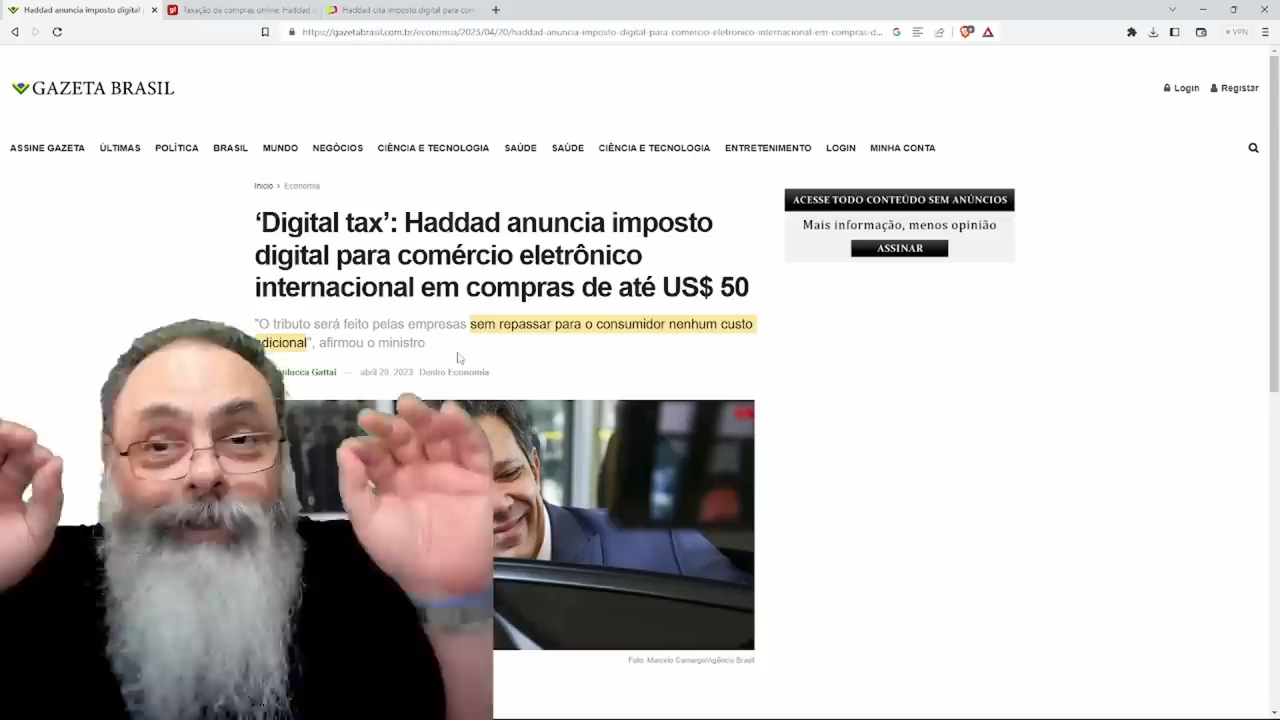 Haddad anuncia imposto digital
Taxação de compras online: Haddad
Haddad cita imposto digital para com
https://gazetabrasil.com.br/economia/2023/04/20/haddad-anuncia-imposto-digital-para-comercio-eletronico-internacional-em-compras-d...
VPN
GAZETA BRASIL
Login Registar
ASSINE GAZETA ÚLTIMAS POLÍTICA BRASIL MUNDO NEGÓCIOS CIÊNCIA E TECNOLOGIA SAÚDE SAÚDE CIÊNCIA E TECNOLOGIA ENTRETENIMENTO LOGIN MINHA CONTA
Início > Economia
‘Digital tax’: Haddad anuncia imposto
digital para comércio eletrônico
internacional em compras de até US$ 50
"O tributo será feito pelas empresas sem repassar para o consumidor nenhum custo
adicional", afirmou o ministro
Gattai — abril 20, 2023 Dentro Economia
ACESSE TODO CONTEÚDO SEM ANÚNCIOS
Mais informação, menos opinião
ASSINAR
Foto: Marcelo Camargo/Agência Brasil